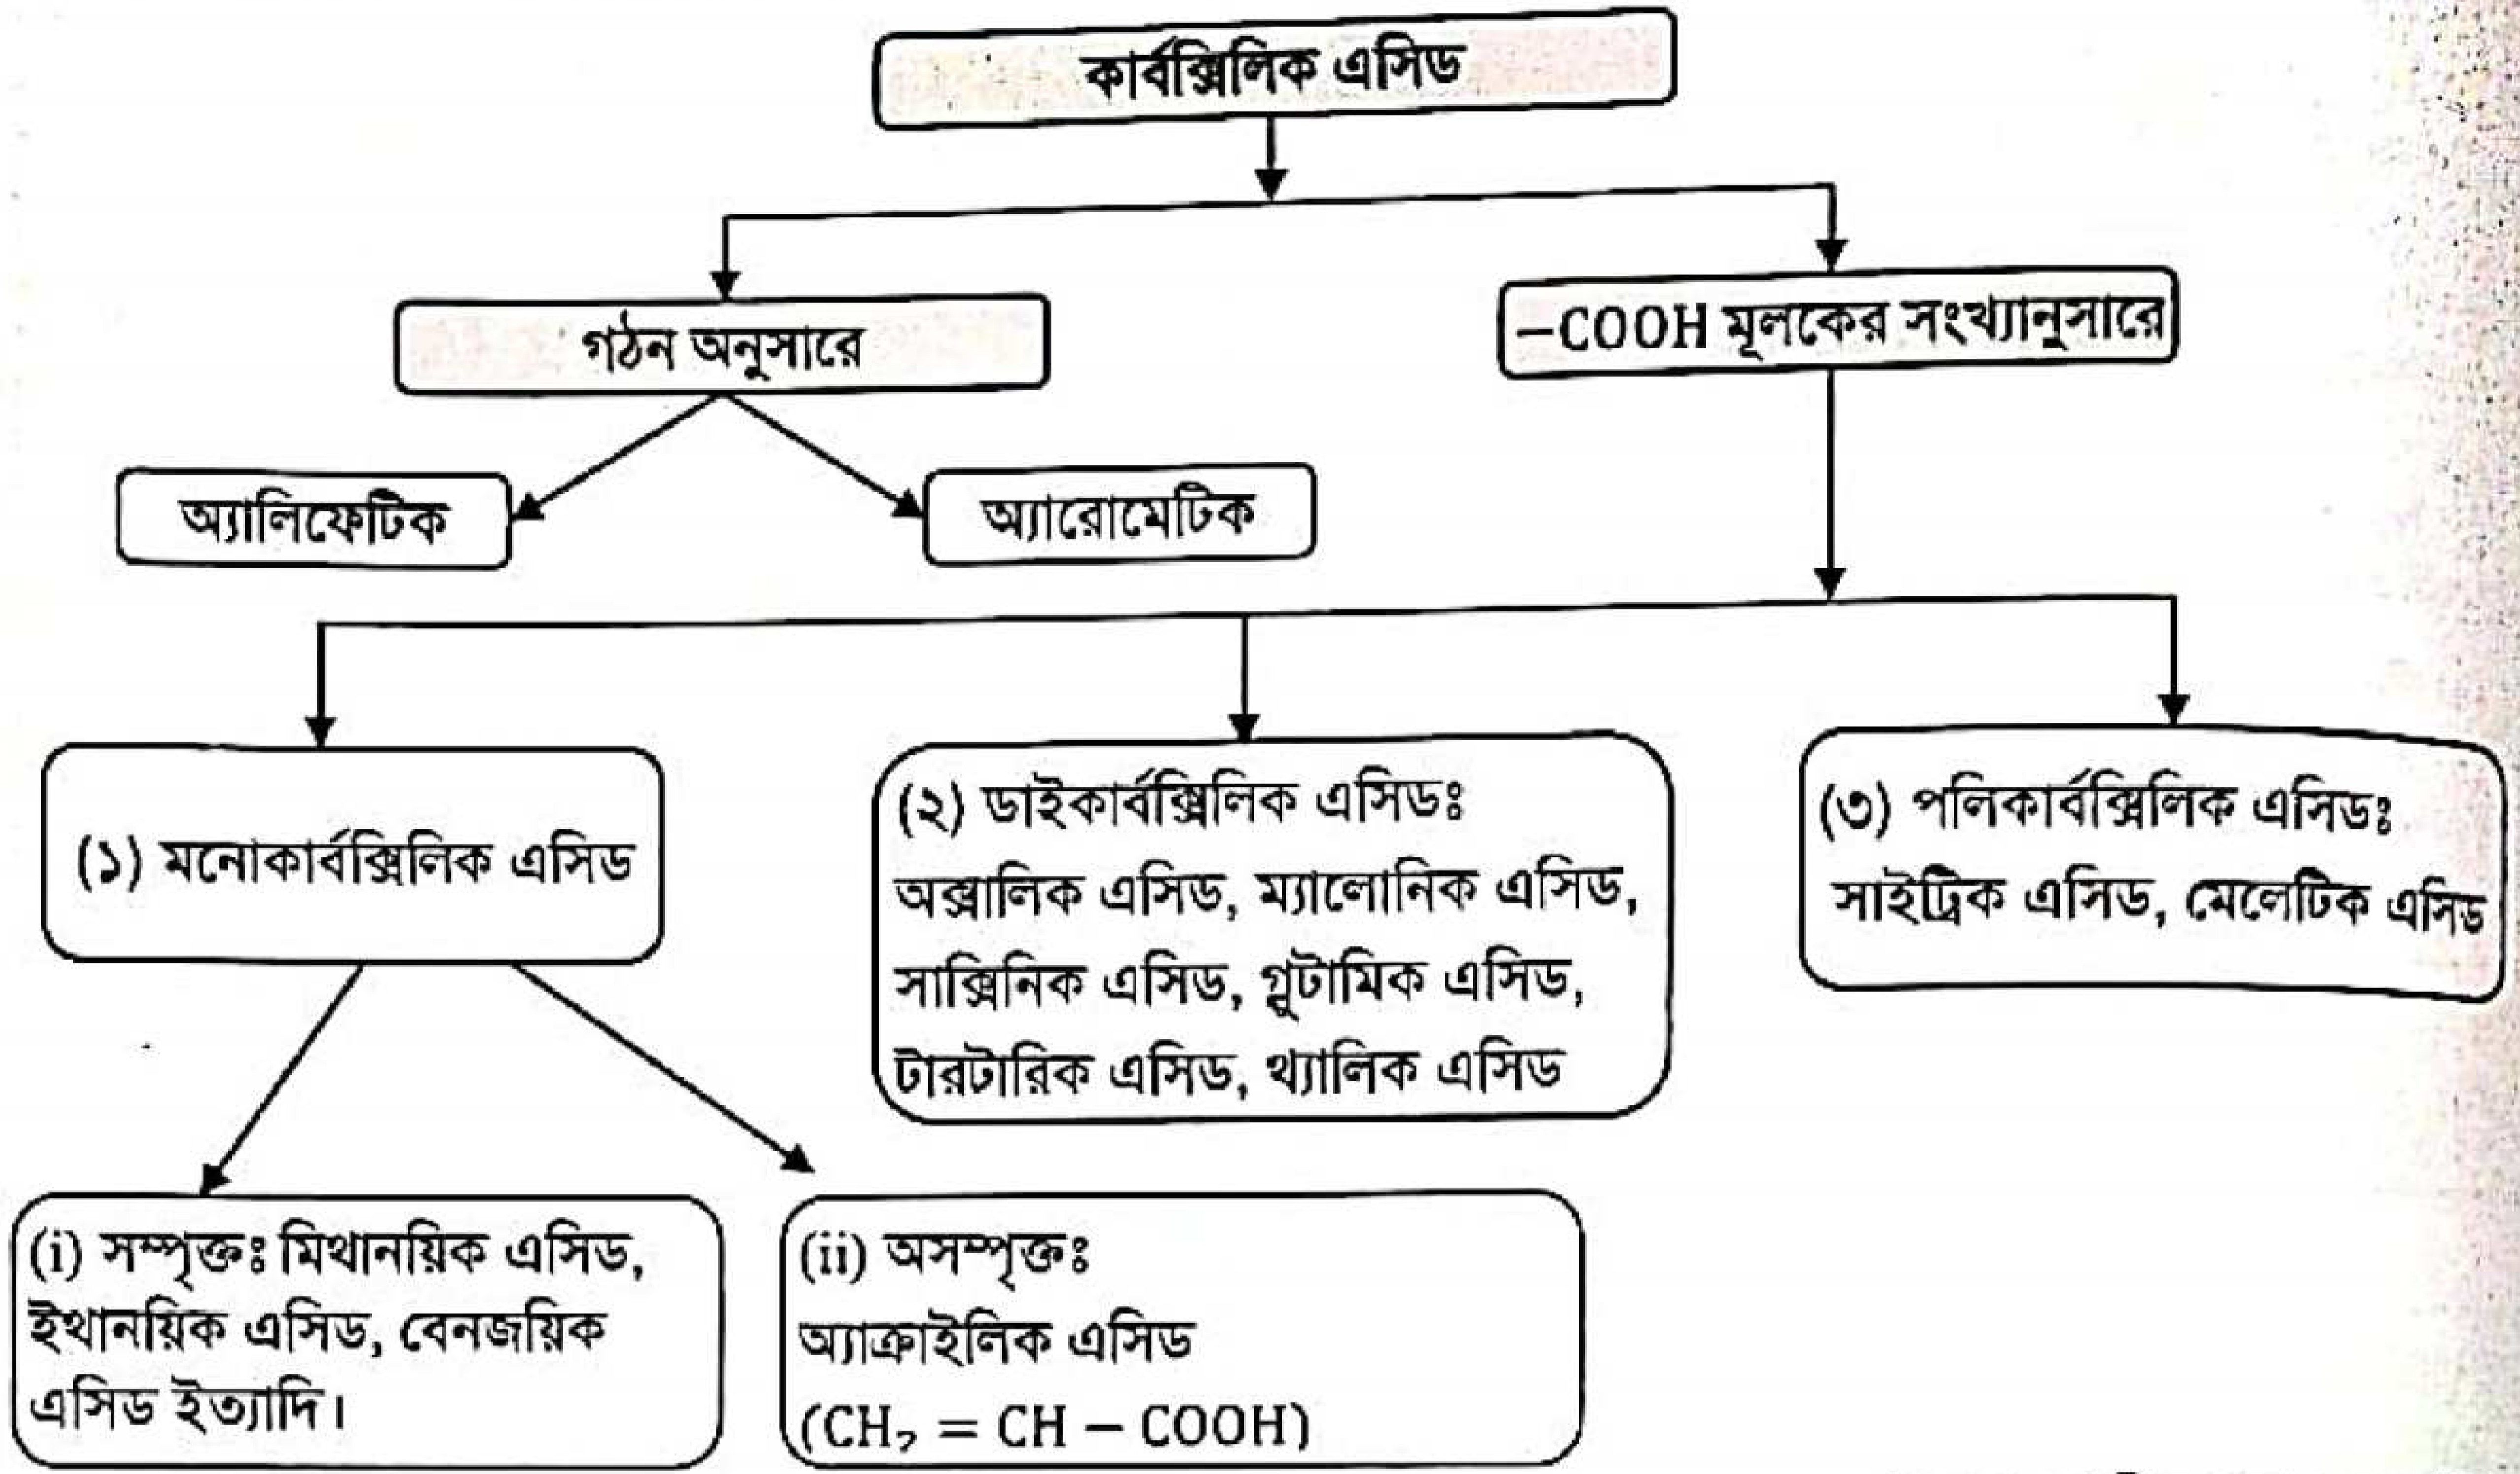 কার্বক্সিলিক এসিড
গঠন অনুসারে
−COOH মূলকের সংখ্যানুসারে
অ্যালিফেটিক
অ্যারোমেটিক
(১) মনোকার্বক্সিলিক এসিড
(২) ডাইকার্বক্সিলিক এসিডঃ
অক্সালিক এসিড, ম্যালোনিক এসিড,
সাক্সিনিক এসিড, গ্লুটামিক এসিড,
টারটারিক এসিড, থ্যালিক এসিড
(৩) পলিকার্বক্সিলিক এসিডঃ
সাইট্রিক এসিড, মেলেটিক এসিড
(i) সম্পৃক্তঃ মিথানয়িক এসিড,
ইথানয়িক এসিড, বেনজয়িক
এসিড ইত্যাদি।
(ii) অসম্পৃক্তঃ
অ্যাক্রাইলিক এসিড
(CH₂ = CH − COOH)